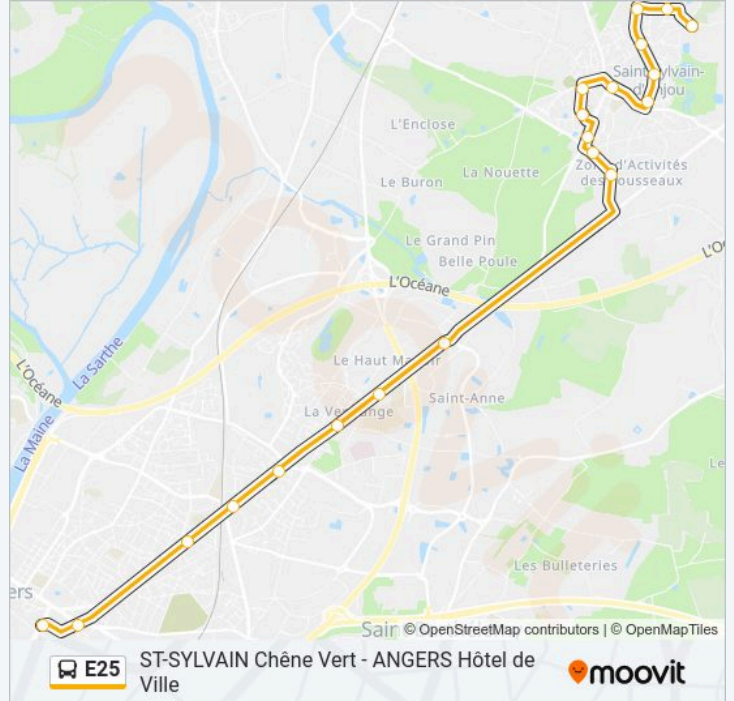 Saint-Sylvain-
d'Anjou
L'Enclose
Zone d'Activités
des Rousseaux
La Nouette
Le Buron
Le Grand Pin
Belle Poule
L'Océane
La Sarthe
Le Haut
La
Saint-Anne
L'Océane
La Maine
Le
Les Bulleteries
ers
Sair
© OpenStreetMap contributors | © OpenMapTiles
E25
ST-SYLVAIN Chêne Vert - ANGERS Hôtel de
Ville
moovit